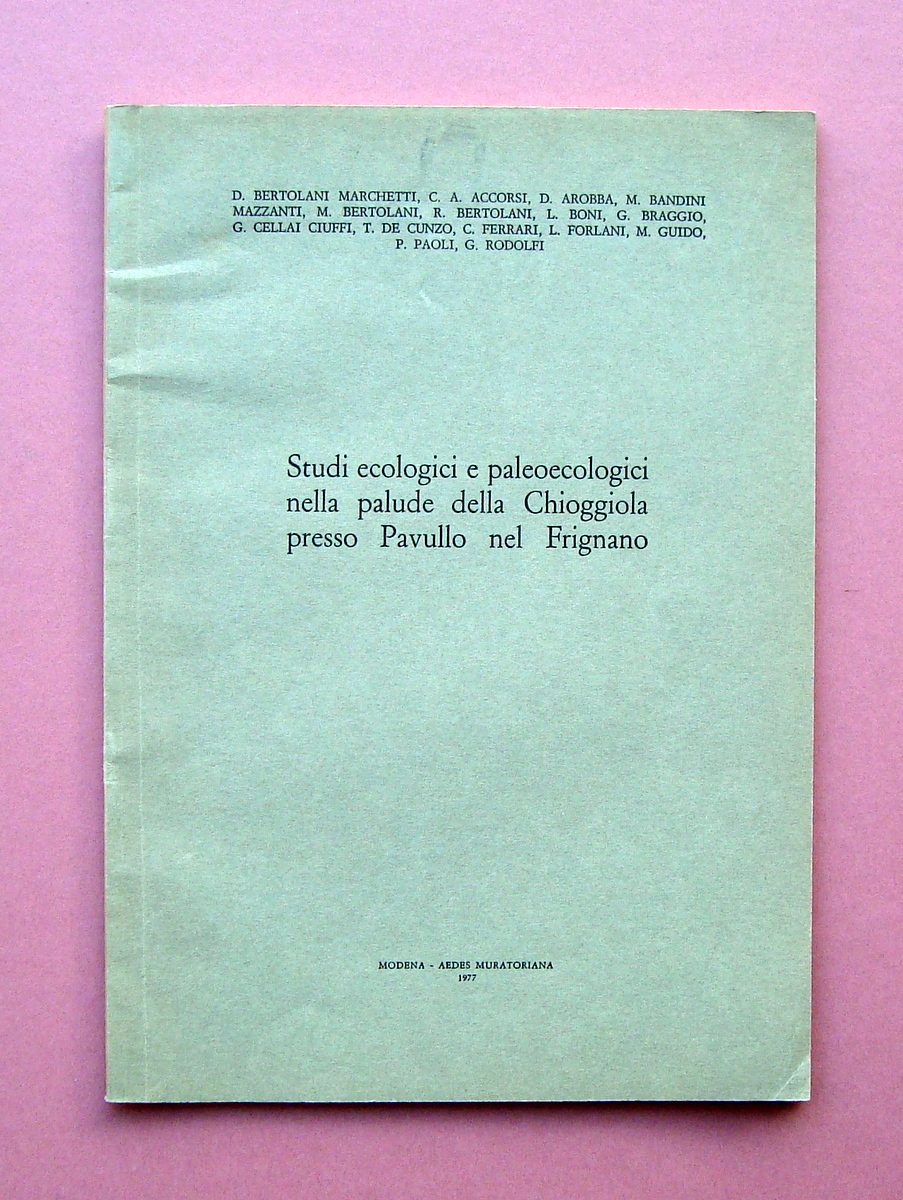 D. BERTOLANI MARCHETTI, C. A. ACCORSI, D. AROBBA, M. BANDINI
MAZZANTI, M. BERTOLANI, R. BERTOLANI, L. BONI, G. BRAGGIO,
G. CELLAI CIUFFI, T. DE CUNZO, C. FERRARI, L. FORLANI, M. GUIDO,
P. PAOLI, G. RODOLFI
Studi ecologici e paleoecologici
nella palude della Chioggiola
presso Pavullo nel Frignano
MODENA - AEDES MURATORIANA
1977